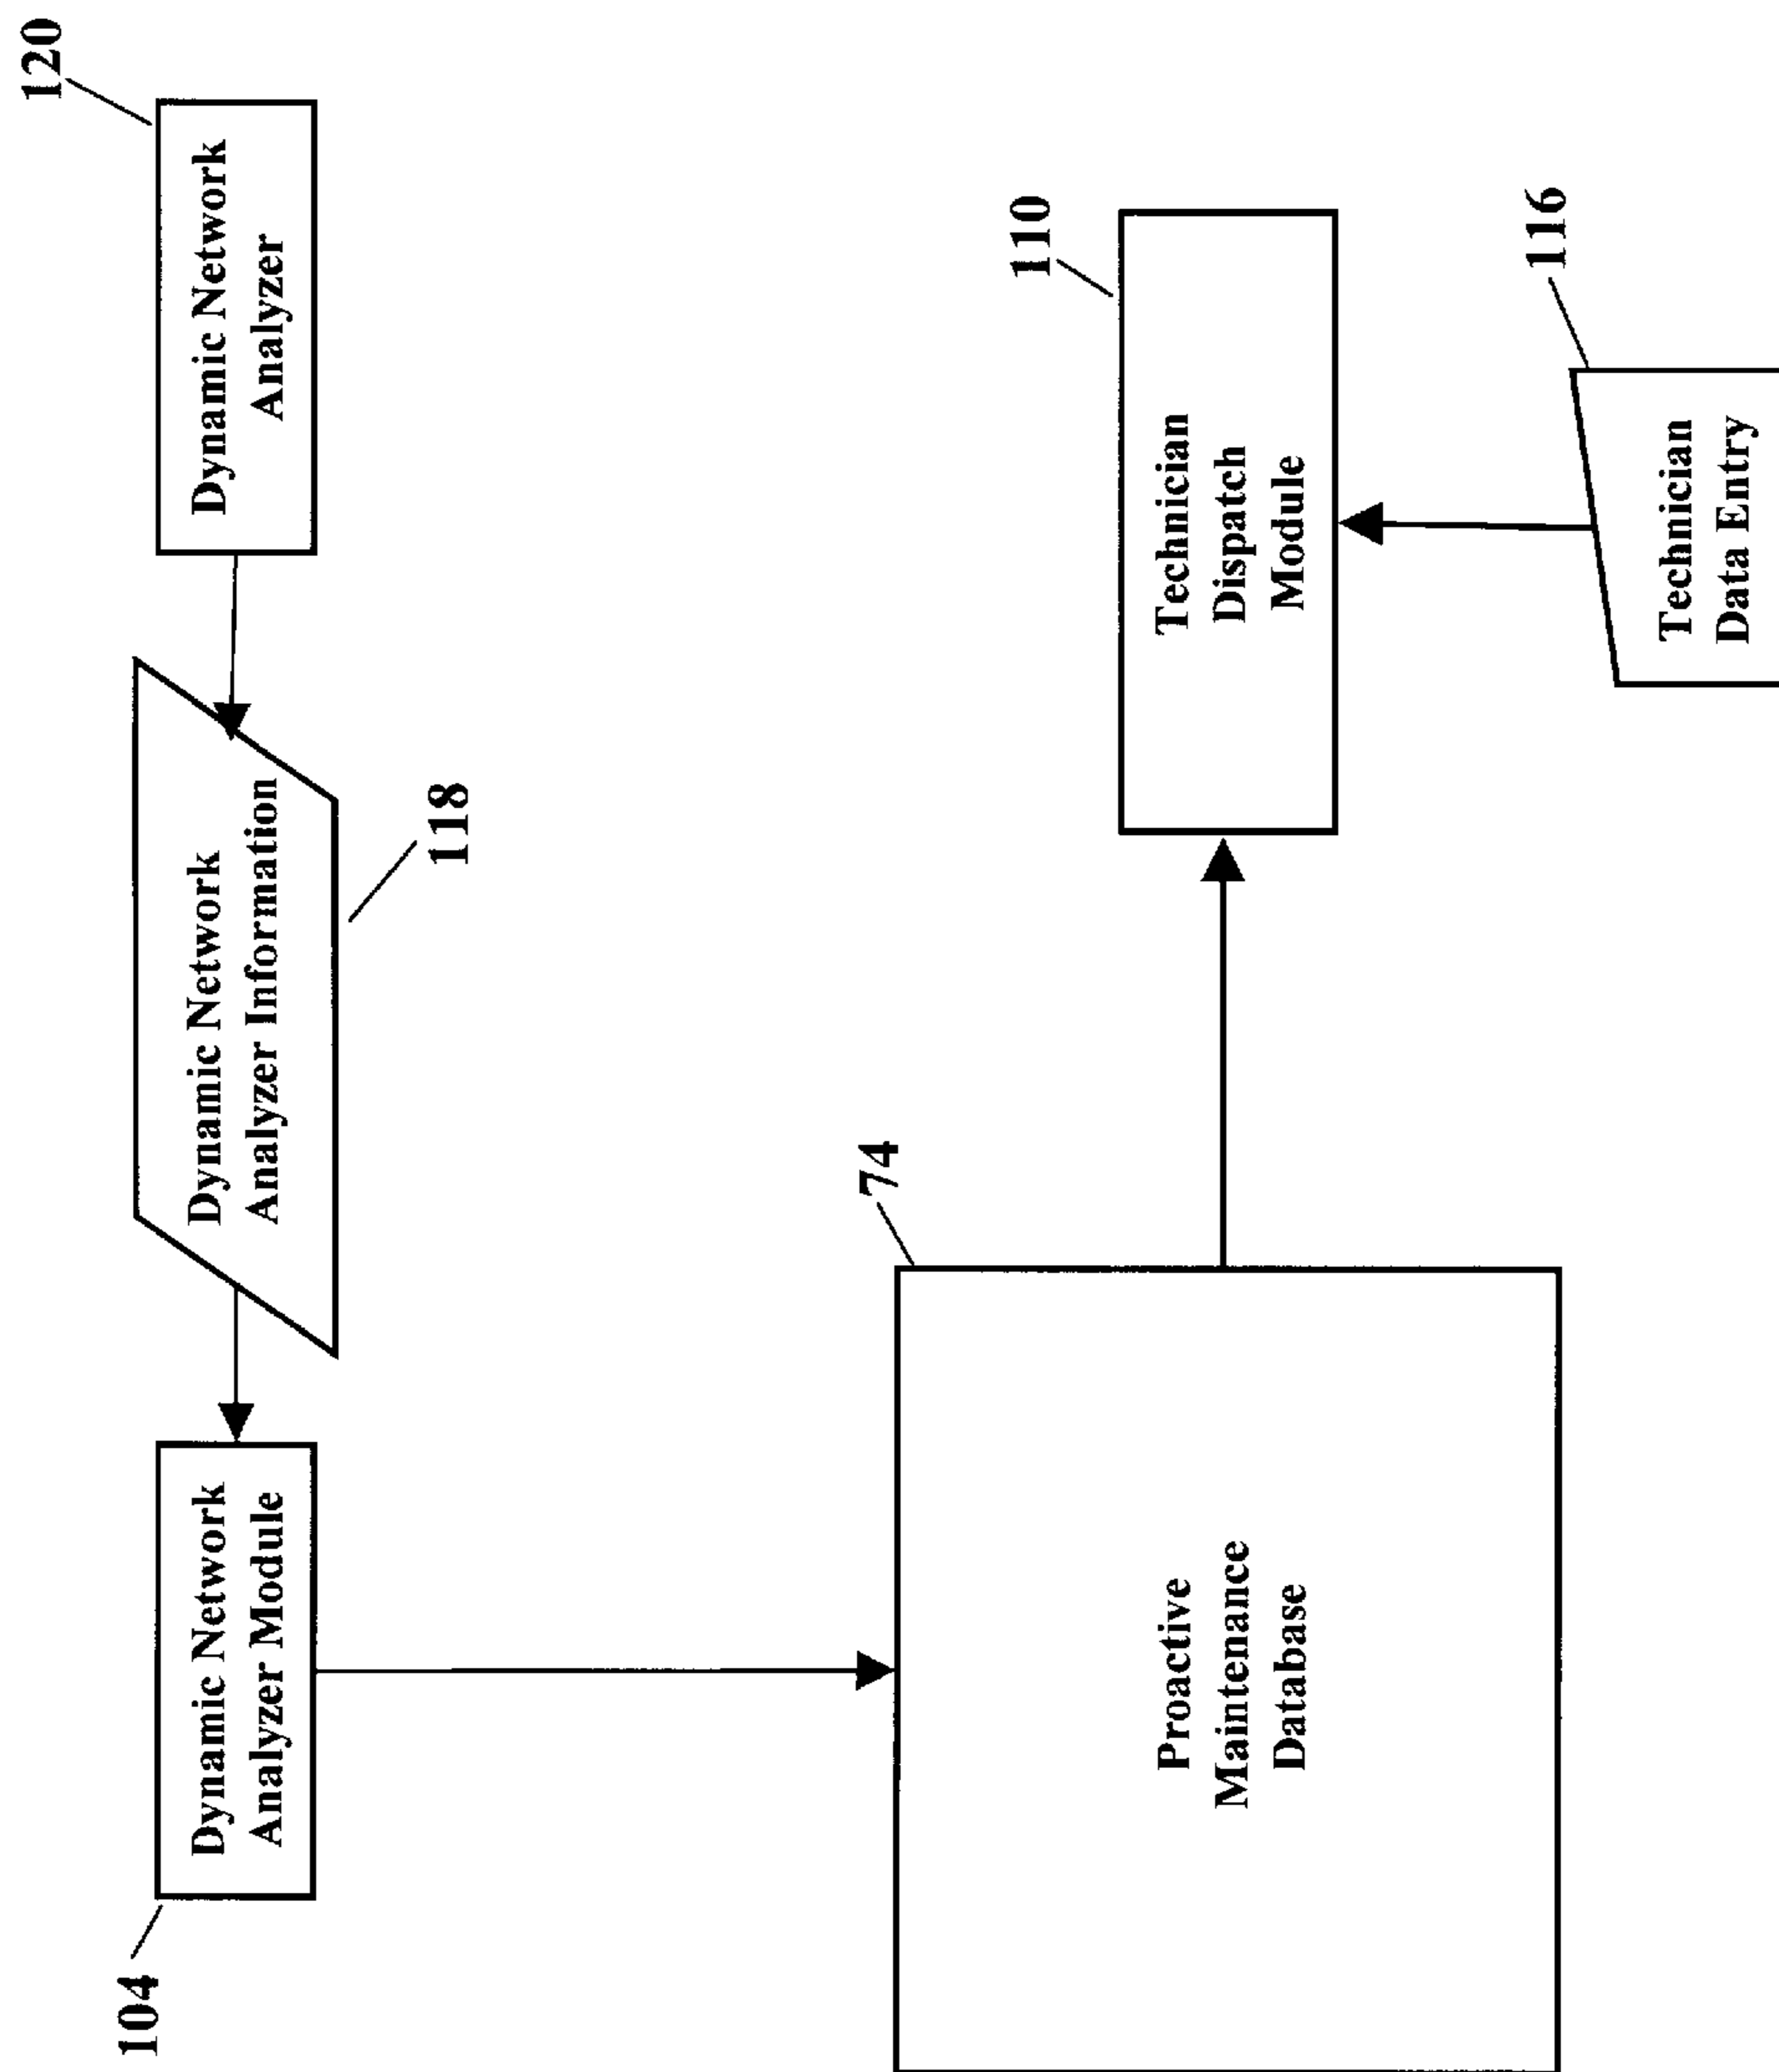 104
Dynamic Network
Analyzer Module
Dynamic Network
Analyzer Information
118
Dynamic Network
Analyzer
120
Proactive
Maintenance
Database
74
Technician
Dispatch
Module
110
Technician
Data Entry
116